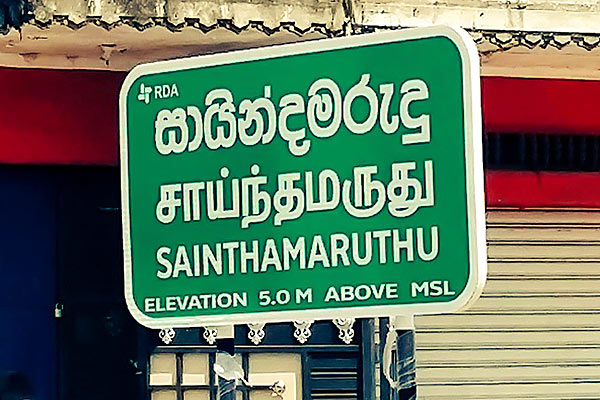 RDA
සායින්දමරුදු
சாய்ந்தமருது
SAINTHAMARUTHU
ELEVATION 5.0 M ABOVE MSL